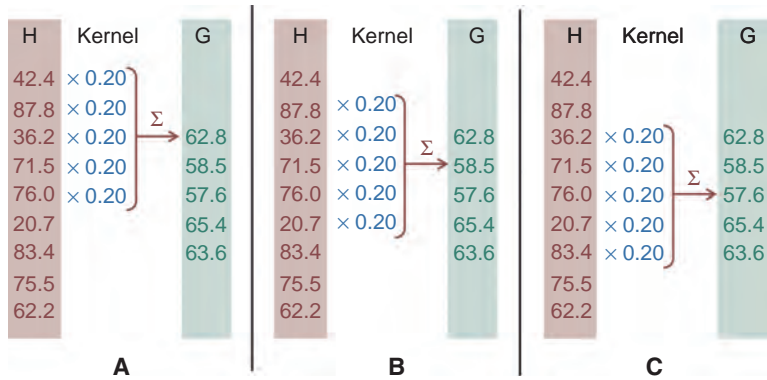 H Kernel G
42.4 × 0.20
87.8 × 0.20
36.2 × 0.20 Σ 62.8
71.5 × 0.20 58.5
76.0 × 0.20 57.6
20.7 65.4
83.4 63.6
75.5
62.2
A
H Kernel G
42.4
87.8 × 0.20
36.2 × 0.20 62.8
71.5 × 0.20 Σ 58.5
76.0 × 0.20 57.6
20.7 × 0.20 65.4
83.4 63.6
75.5
62.2
B
H Kernel G
42.4
87.8
36.2 × 0.20 62.8
71.5 × 0.20 58.5
76.0 × 0.20 Σ 57.6
20.7 × 0.20 65.4
83.4 × 0.20 63.6
75.5
62.2
C